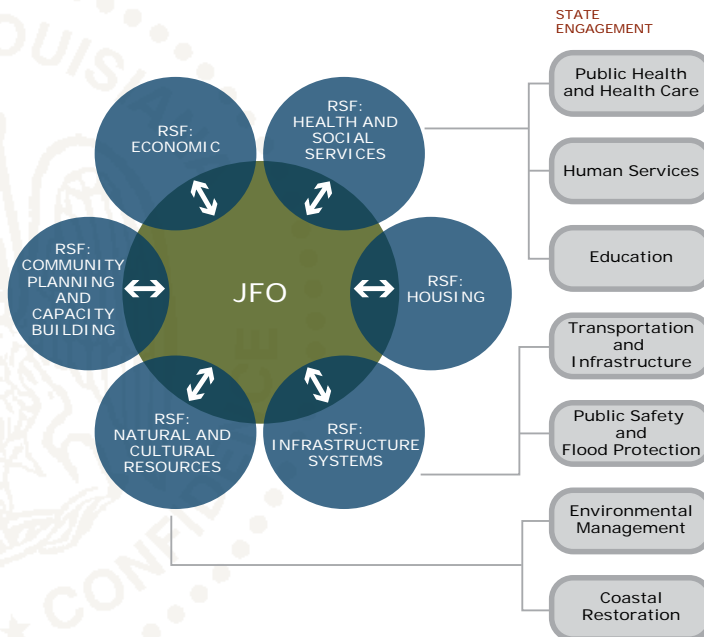 STATE
ENGAGEMENT
RSF:
ECONOMIC
RSF:
HEALTH AND
SOCIAL
SERVICES
RSF:
COMMUNITY
PLANNING
AND
CAPACITY
BUILDING
JFO
RSF:
HOUSING
RSF:
NATURAL AND
CULTURAL
RESOURCES
RSF:
INFRASTRUCTURE
SYSTEMS
Public Health
and Health Care
Human Services
Education
Transportation
and
Infrastructure
Public Safety
and
Flood Protection
Environmental
Management
Coastal
Restoration